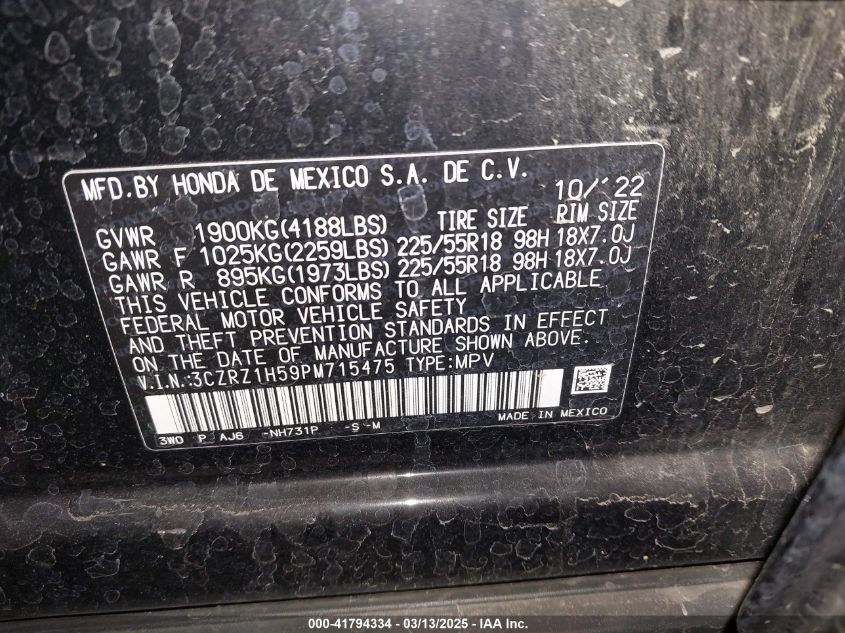 MFD.BY HONDA DE MEXICO S.A. DE C.V. 10/'22
GVWR 1900KG(4188LBS) TIRE SIZE RIM SIZE
GAWR F 1025KG(2259LBS) 225/55R18 98H 18X7.0J
GAWR R 895KG(1973LBS) 225/55R18 98H 18X7.0J
THIS VEHICLE CONFORMS TO ALL APPLICABLE
FEDERAL MOTOR VEHICLE SAFETY
AND THEFT PREVENTION STANDARDS IN EFFECT
ON THE DATE OF MANUFACTURE SHOWN ABOVE.
V.I.N.:3CZRZ1H59PM715475 TYPE:MPV
3W0 P AJ6 -NH731P -S -M MADE IN MEXICO
000-41794334 / 03/13/2025 / IAA Inc.